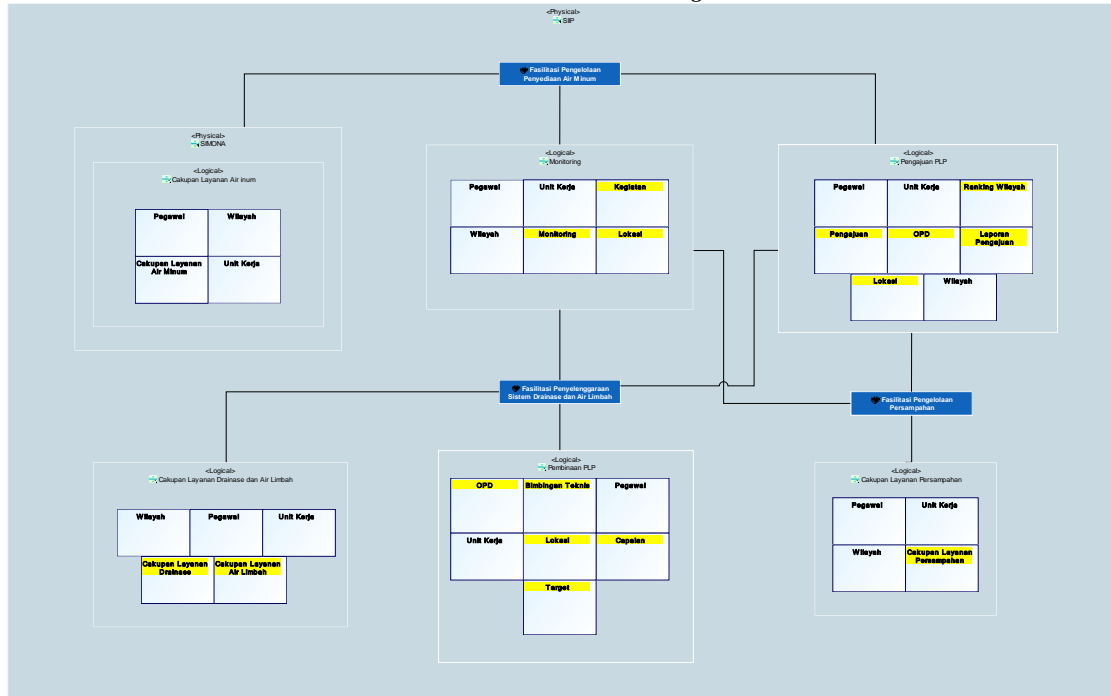 <Physical>
SIIP
Fasilitasi Pengelolaan
Penyediaan Air Minum
<Physical>
SIMONA
<Logical>
Cakupan Layanan Air inum
Pegawai
Wilayah
Cakupan Layanan
Air Minum
Unit Kerja
<Logical>
Monitoring
Pegawai
Unit Kerja
Kegiatan
Wilayah
Monitoring
Lokasi
<Logical>
Pengajuan PLP
Pegawai
Unit Kerja
Ranking Wilayah
Pengajuan
OPD
Laporan
Pengajuan
Lokasi
Wilayah
Fasilitasi Penyelenggaraan
Sistem Drainase dan Air Limbah
Fasilitasi Pengelolaan
Persampahan
<Logical>
Cakupan Layanan Drainase dan Air Limbah
Wilayah
Pegawai
Unit Kerja
Cakupan Layanan
Drainase
Cakupan Layanan
Air Limbah
<Logical>
Pembinaan PLP
OPD
Bimbingan Teknis
Pegawai
Unit Kerja
Lokasi
Capaian
Target
<Logical>
Cakupan Layanan Persampahan
Pegawai
Unit Kerja
Wilayah
Cakupan Layanan
Persampahan